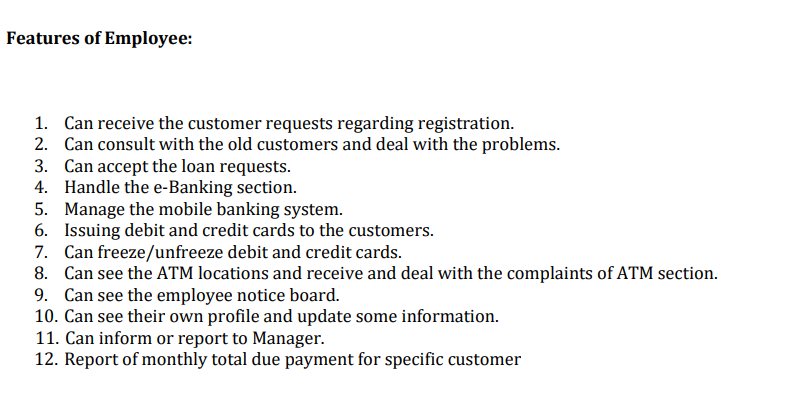 Features of Employee:
1. Can receive the customer requests regarding registration.
2. Can consult with the old customers and deal with the problems.
3. Can accept the loan requests.
4. Handle the e-Banking section.
5. Manage the mobile banking system.
6. Issuing debit and credit cards to the customers.
7. Can freeze/unfreeze debit and credit cards.
8. Can see the ATM locations and receive and deal with the complaints of ATM section.
9. Can see the employee notice board.
10. Can see their own profile and update some information.
11. Can inform or report to Manager.
12. Report of monthly total due payment for specific customer